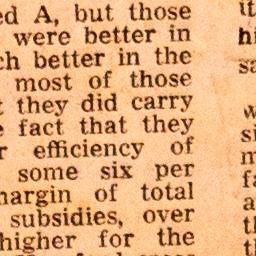 ed A, but those
were better in
ch better in the
most of those
they did carry
fact that they
efficiency of
some six per
margin of total
subsidies, over
higher for the
it
hi
sa
w
si
m
fa
a
th